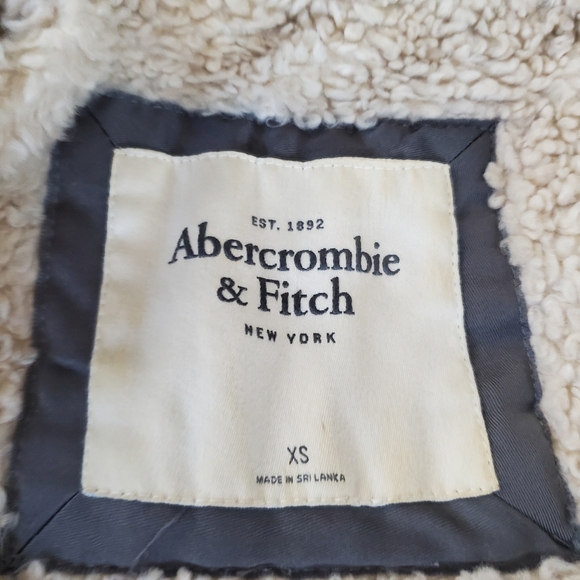 EST. 1892
Abercrombie
& Fitch
NEW YORK
XS
MADE IN SRI LANKA